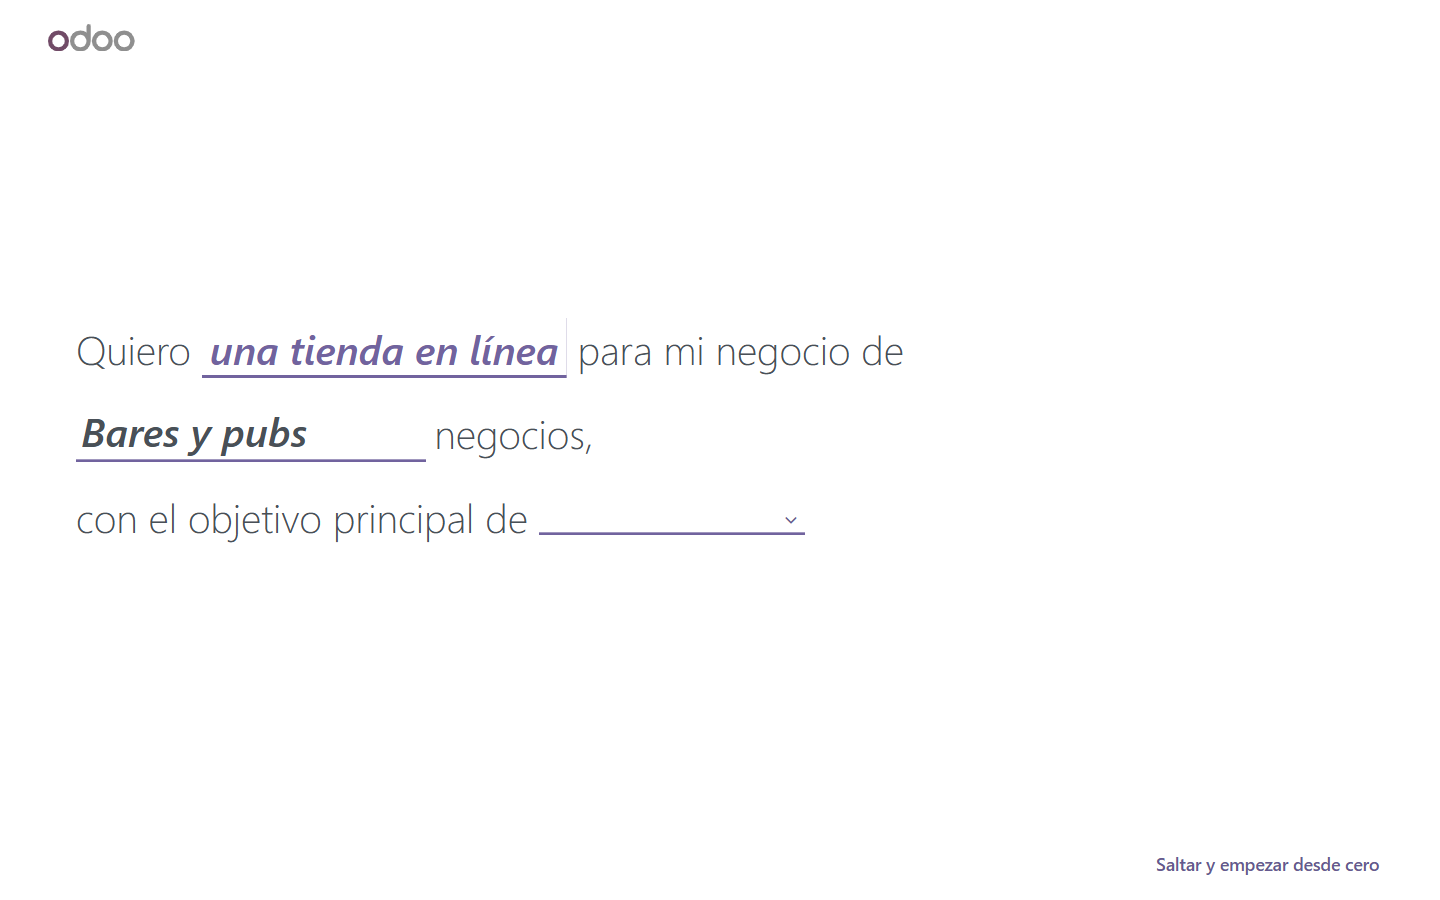 odoo
Quiero una tienda en línea para mi negocio de
Bares y pubs negocios,
con el objetivo principal de
Saltar y empezar desde cero